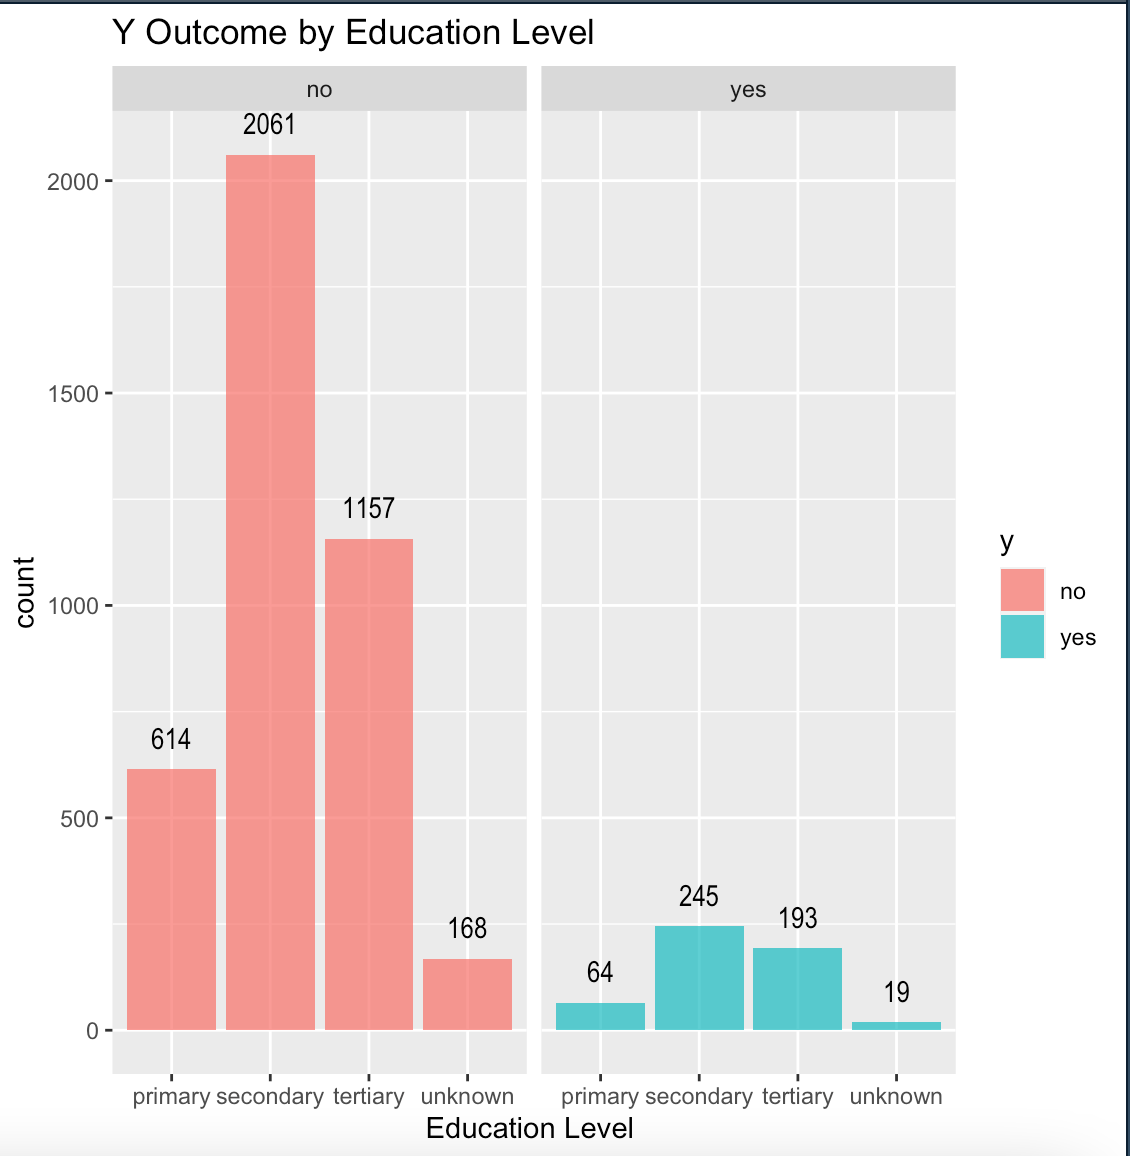 Y Outcome by Education Level
no
yes
2061
2000
1500
1157
1000
614
500
245
193
168
64
19
0
count
y
no
yes
primary secondary tertiary unknown
primary secondary tertiary unknown
Education Level